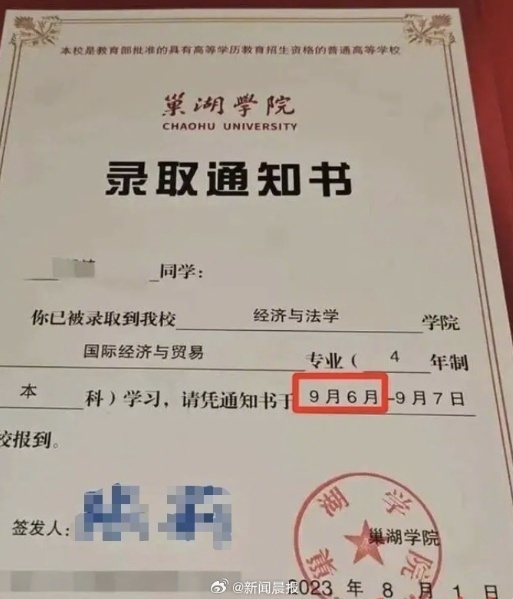 本校是教育部批准的具有高等学历教育招生资格的普通高等学校
巢湖学院
CHAOHU UNIVERSITY
录取通知书
同学：
你已被录取到我校 经济与法学 学院
国际经济与贸易 专业（ 4 年制
本 科）学习，请凭通知书于 9月6月-9月7日
校报到。
签发人：
巢湖学院
2023 年 8 月 1 日
@新闻晨报